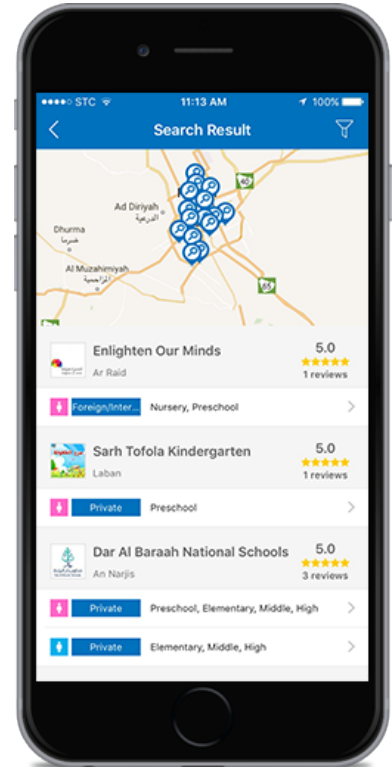 STC
11:13 AM
100%
Search Result
40
Ad Diriyah
الدرعية
Dhurma
ضرما
Al Muzahimiyah
المزاحمية
65
Enlighten Our Minds
Ar Raid
5.0
1 reviews
Foreign/Inter...
Nursery, Preschool
Sarh Tofola Kindergarten
Laban
5.0
1 reviews
Private
Preschool
Dar Al Baraah National Schools
An Narjis
5.0
3 reviews
Private
Preschool, Elementary, Middle, High
Private
Elementary, Middle, High